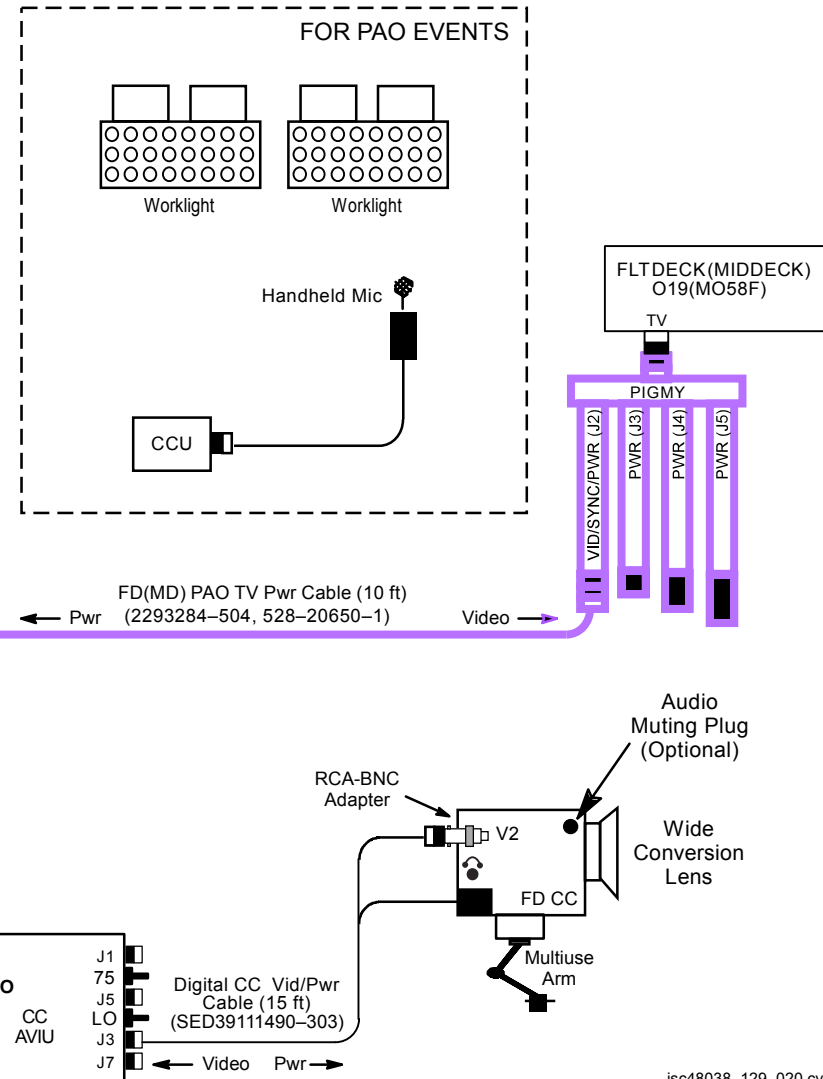 FOR PAO EVENTS
Worklight
Worklight
Handheld Mic
CCU
FLTDECK(MIDDECK)
O19(MO58F)
TV
PIGMY
VID/SYNC/PWR (J2)
PWR (J3)
PWR (J4)
PWR (J5)
FD(MD) PAO TV Pwr Cable (10 ft)
Pwr (2293284–504, 528–20650–1) Video
Audio
Muting Plug
(Optional)
RCA-BNC
Adapter
V2
Wide
Conversion
Lens
FD CC
Multiuse
Arm
J1
75
J5
LO
J3
J7
O
CC
AVIU
Digital CC Vid/Pwr
Cable (15 ft)
(SED39111490–303)
Video Pwr